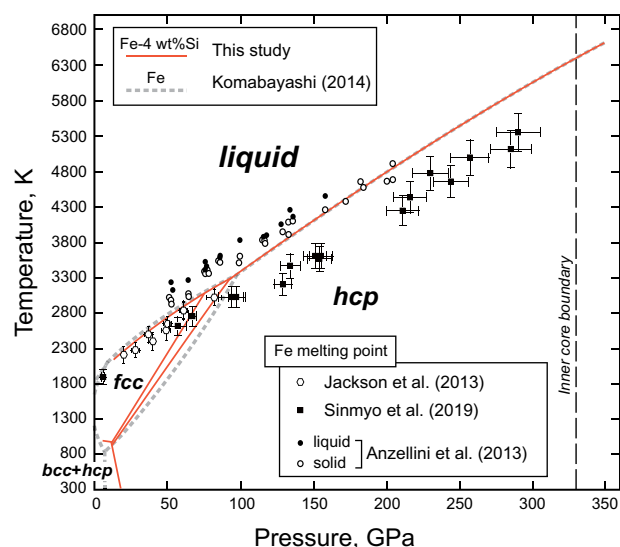 6800
6300
5800
5300
4800
4300
3800
3300
2800
2300
1800
1300
800
300
Temperature, K
Fe-4 wt%Si
This study
Fe
Komabayashi (2014)
liquid
hcp
fcc
bcc+hcp
Inner core boundary
Fe melting point
Jackson et al. (2013)
Sinmyo et al. (2019)
liquid
solid
Anzellini et al. (2013)
0 50 100 150 200 250 300 350
Pressure, GPa